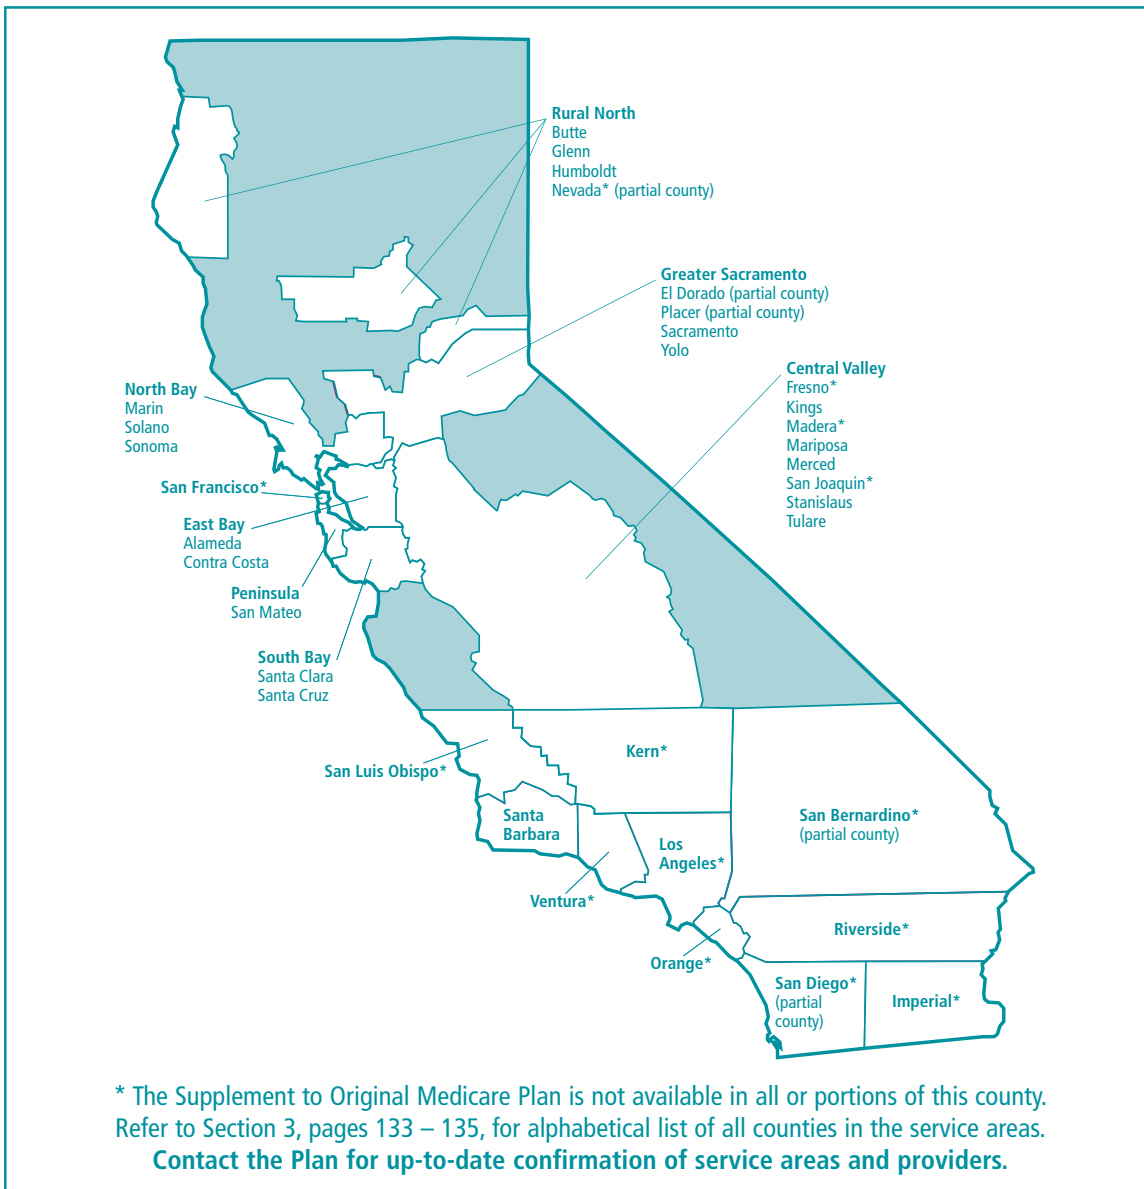 Rural North
Butte
Glenn
Humboldt
Nevada* (partial county)
Greater Sacramento
El Dorado (partial county)
Placer (partial county)
Sacramento
Yolo
Central Valley
Fresno*
Kings
Madera*
Mariposa
Merced
San Joaquin*
Stanislaus
Tulare
North Bay
Marin
Solano
Sonoma
San Francisco*
East Bay
Alameda
Contra Costa
Peninsula
San Mateo
South Bay
Santa Clara
Santa Cruz
San Luis Obispo*
Kern*
Santa
Barbara
Ventura*
Los
Angeles*
San Bernardino*
(partial county)
Orange*
Riverside*
San Diego*
(partial
county)
Imperial*
* The Supplement to Original Medicare Plan is not available in all or portions of this county.
Refer to Section 3, pages 133 – 135, for alphabetical list of all counties in the service areas.
Contact the Plan for up-to-date confirmation of service areas and providers.